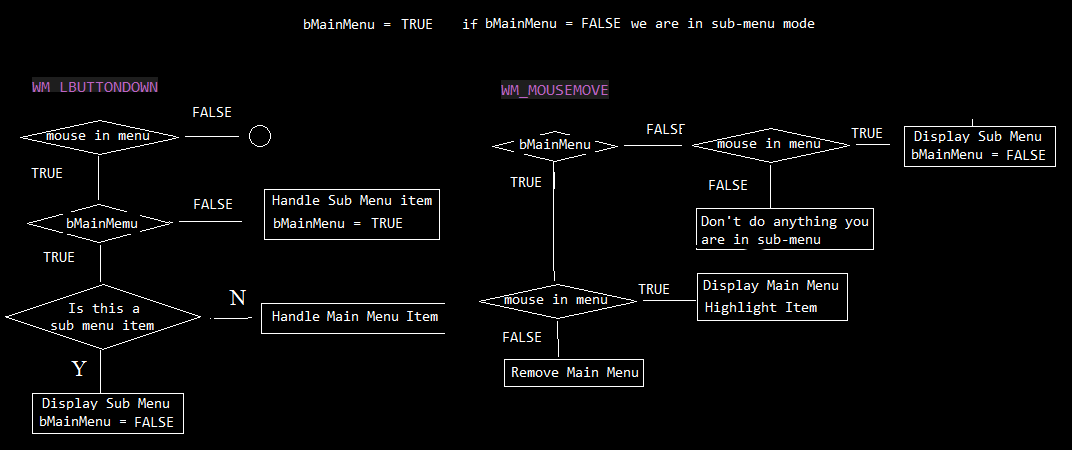 bMainMenu = TRUE if bMainMenu = FALSE we are in sub-menu mode
WM_LBUTTONDOWN
FALSE
mouse in menu
TRUE
FALSE
bMainMemu
Handle Sub Menu item
bMainMenu = TRUE
TRUE
Is this a
sub menu item
N
Handle Main Menu Item
Y
Display Sub Menu
bMainMenu = FALSE
WM_MOUSEMOVE
bMainMenu
FALSE
mouse in menu
TRUE
Display Sub Menu
bMainMenu = FALSE
TRUE
FALSE
Don't do anything you
are in sub-menu
mouse in menu
TRUE
Display Main Menu
Highlight Item
FALSE
Remove Main Menu